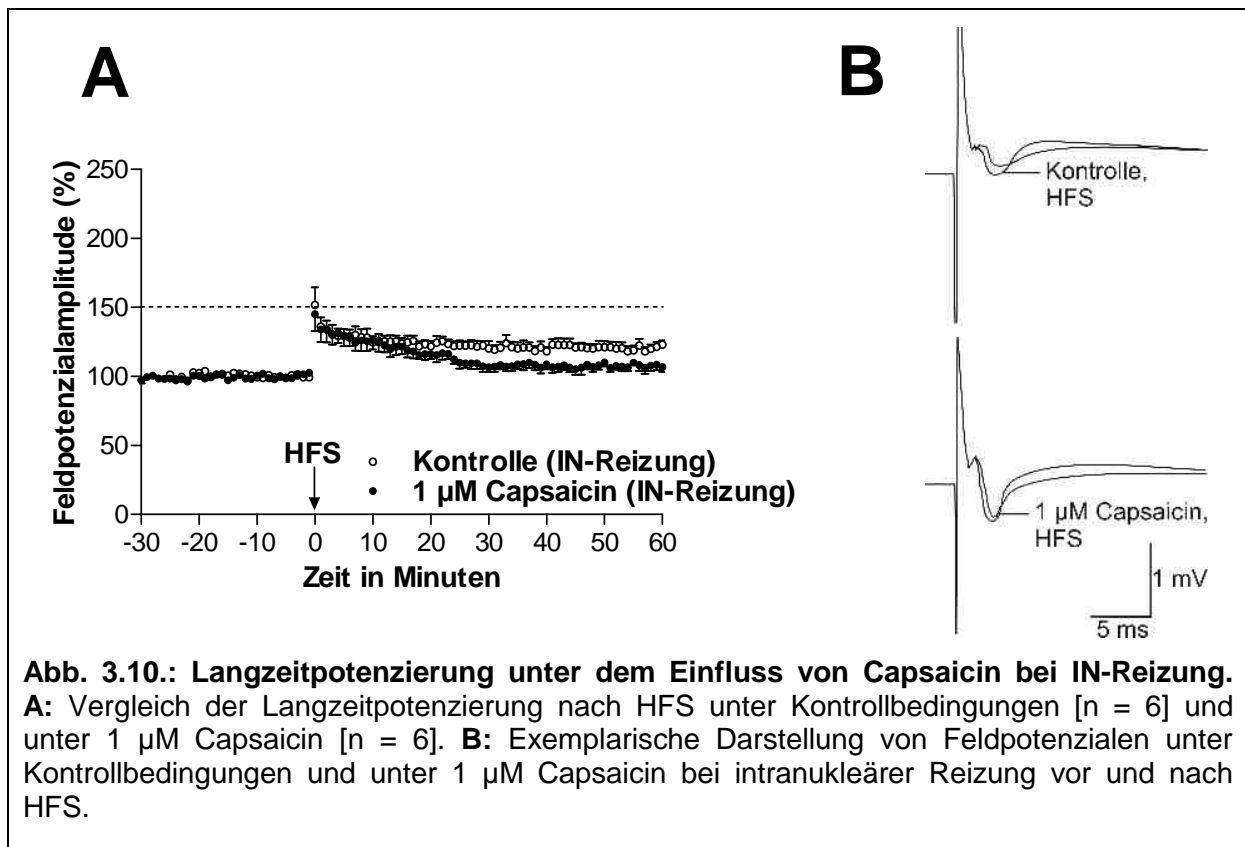 A
B
250
200
150
100
50
0
Feldpotenzialamplitude (%)
HFS
Kontrolle (IN-Reizung)
1 µM Capsaicin (IN-Reizung)
-30 -20 -10 0 10 20 30 40 50 60
Zeit in Minuten
Kontrolle,
HFS
1 µM Capsaicin,
HFS
1 mV
5 ms
Abb. 3.10.: Langzeitpotenzierung unter dem Einfluss von Capsaicin bei IN-Reizung.
A: Vergleich der Langzeitpotenzierung nach HFS unter Kontrollbedingungen [n = 6] und
unter 1 µM Capsaicin [n = 6]. B: Exemplarische Darstellung von Feldpotenzialen unter
Kontrollbedingungen und unter 1 µM Capsaicin bei intranukleärer Reizung vor und nach
HFS.